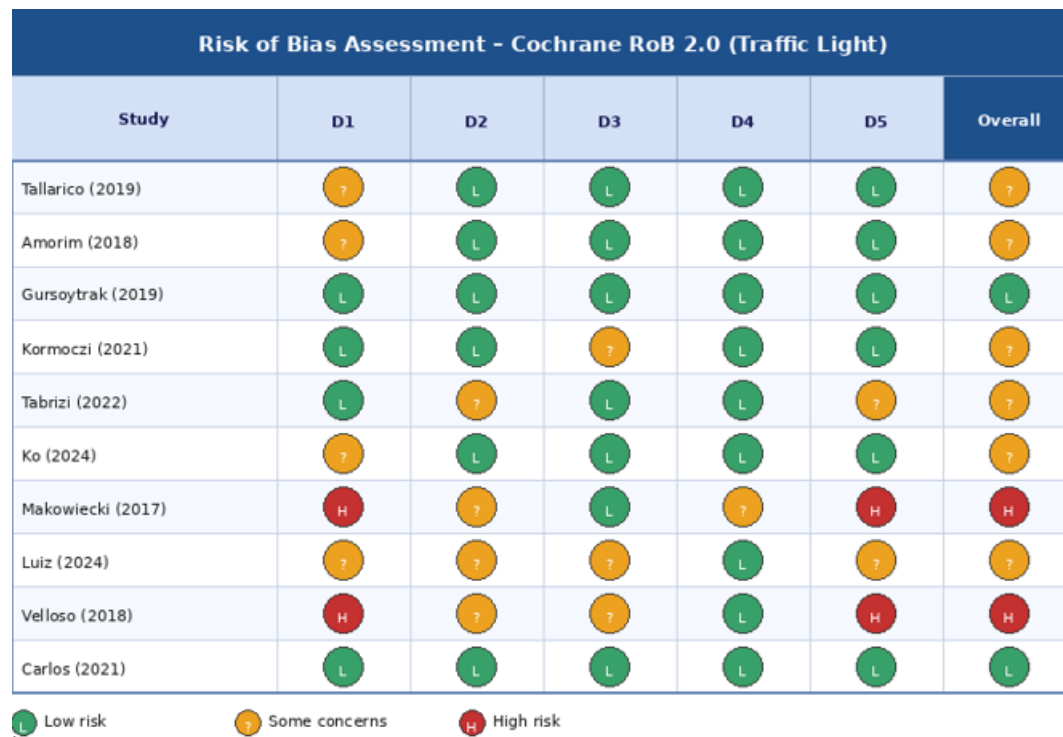 Risk of Bias Assessment – Cochrane RoB 2.0 (Traffic Light)
Study D1 D2 D3 D4 D5 Overall
Tallarico (2019) ? L L L L ?
Amorim (2018) ? L L L L ?
Gursoytrak (2019) L L L L L L
Kormoczi (2021) L L ? L L ?
Tabrizi (2022) L ? L L ? ?
Ko (2024) ? L L L L ?
Makowiecki (2017) H ? L ? H H
Luiz (2024) ? ? ? L ? ?
Velloso (2018) H ? ? L H H
Carlos (2021) L L L L L L
L Low risk ? Some concerns H High risk